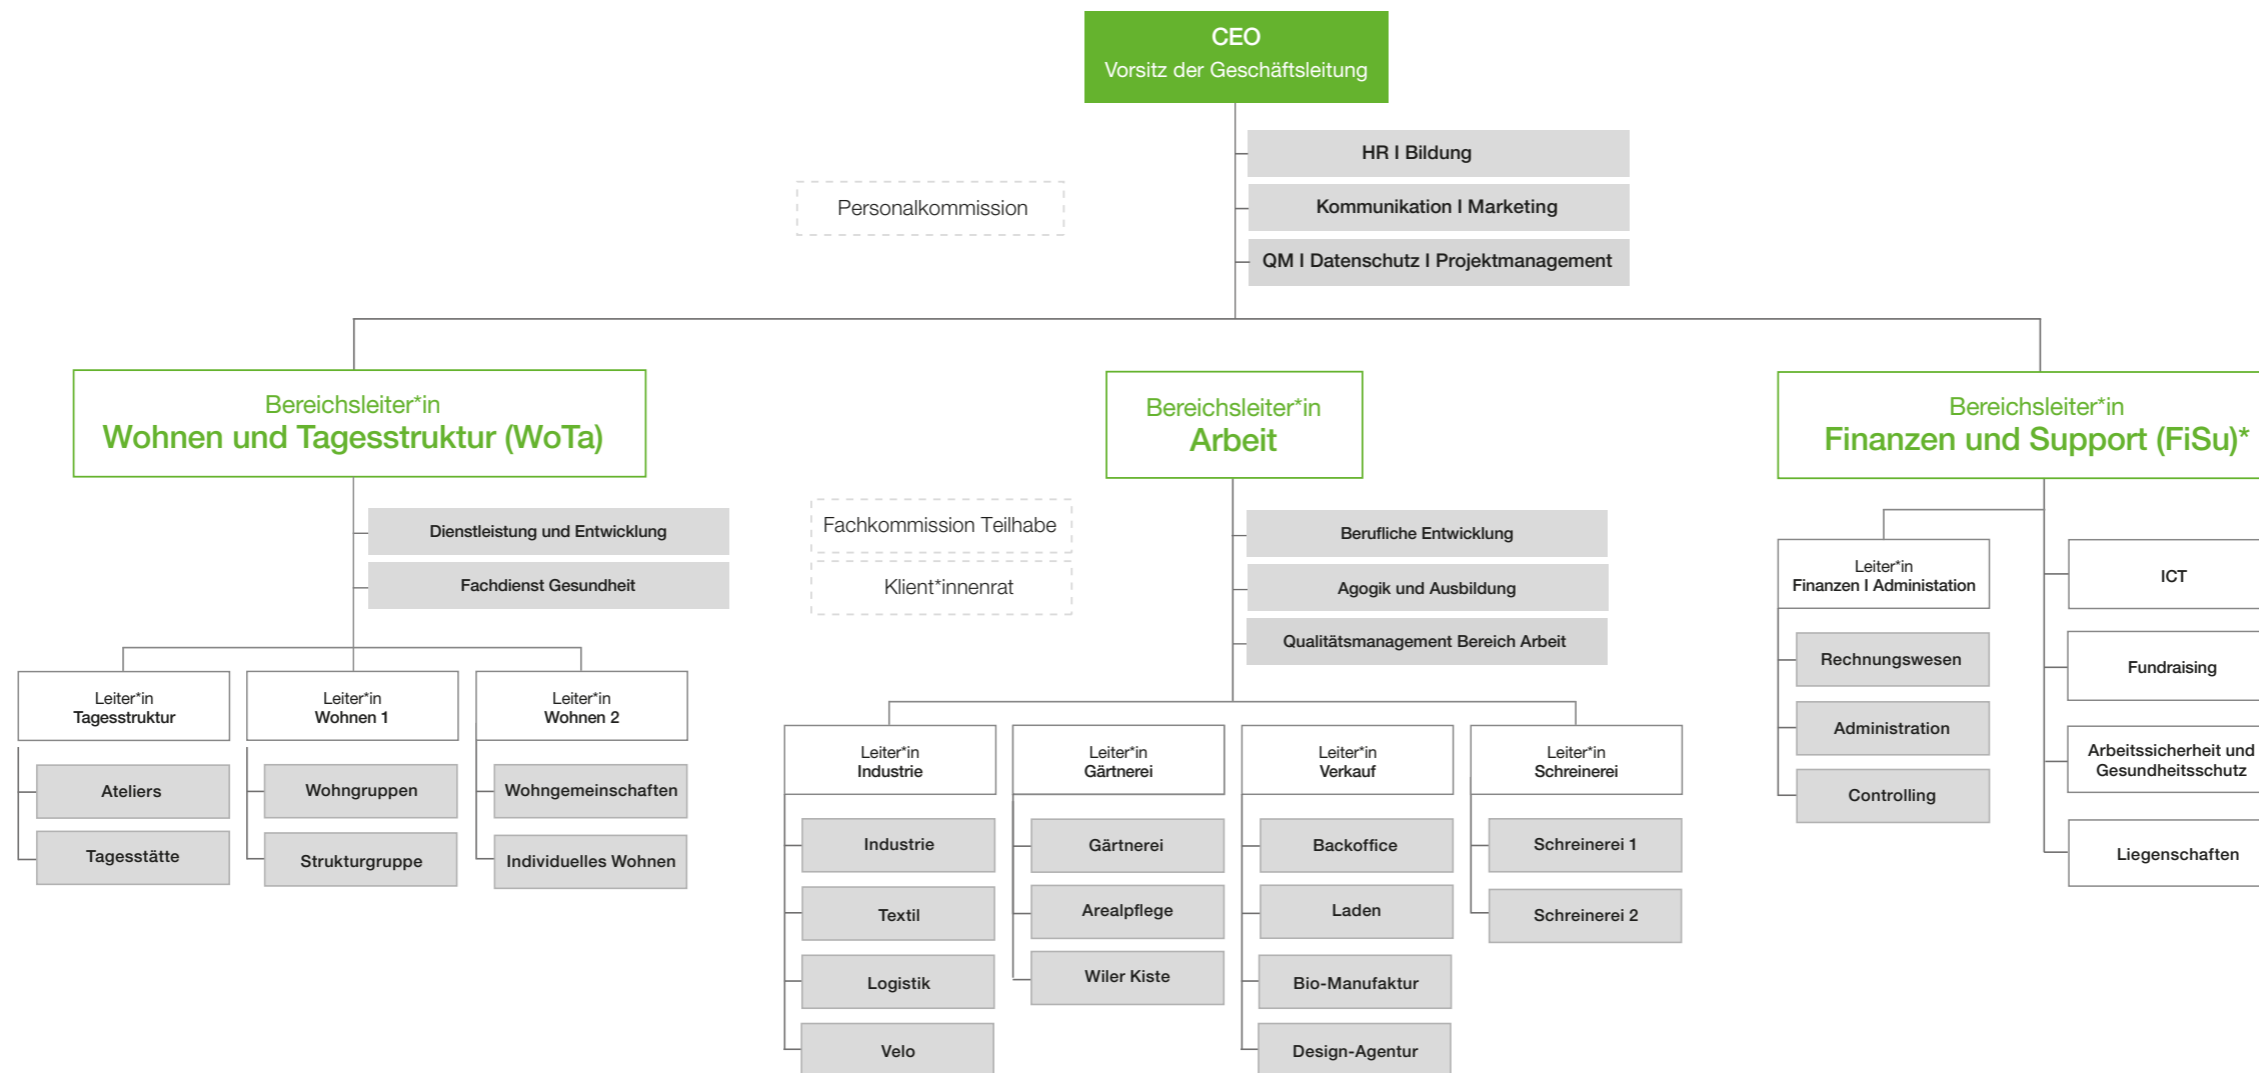 CEO
Vorsitz der Geschäftsleitung
HR I Bildung
Personalkommission
Kommunikation I Marketing
QM I Datenschutz I Projektmanagement
Bereichsleiter*in
Wohnen und Tagesstruktur (WoTa)
Dienstleistung und Entwicklung
Fachdienst Gesundheit
Leiter*in
Tagesstruktur
Ateliers
Tagesstätte
Leiter*in
Wohnen 1
Wohngruppen
Strukturgruppe
Leiter*in
Wohnen 2
Wohngemeinschaften
Individuelles Wohnen
Fachkommission Teilhabe
Klient*innenrat
Bereichsleiter*in
Arbeit
Berufliche Entwicklung
Agogik und Ausbildung
Qualitätsmanagement Bereich Arbeit
Leiter*in
Industrie
Industrie
Textil
Logistik
Velo
Leiter*in
Gärtnerei
Gärtnerei
Arealpflege
Wiler Kiste
Leiter*in
Verkauf
Backoffice
Laden
Bio-Manufaktur
Design-Agentur
Leiter*in
Schreinerei
Schreinerei 1
Schreinerei 2
Bereichsleiter*in
Finanzen und Support (FiSu)*
Leiter*in
Finanzen I Administation
Rechnungswesen
Administration
Controlling
ICT
Fundraising
Arbeitssicherheit und
Gesundheitsschutz
Liegenschaften